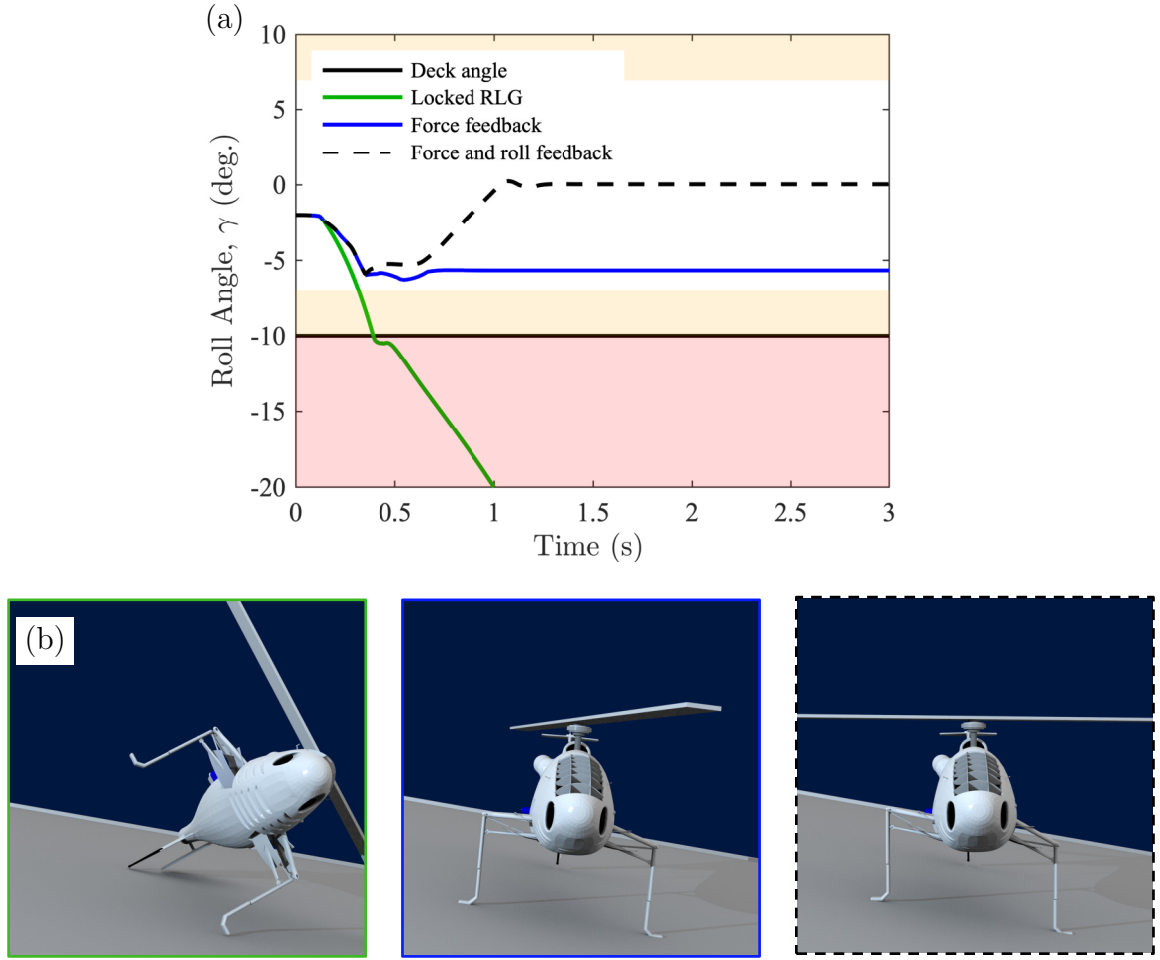 (a)
10
5
0
-5
-10
-15
-20
Roll Angle, γ (deg.)
Deck angle
Locked RLG
Force feedback
Force and roll feedback
0 0.5 1 1.5 2 2.5 3
Time (s)
(b)